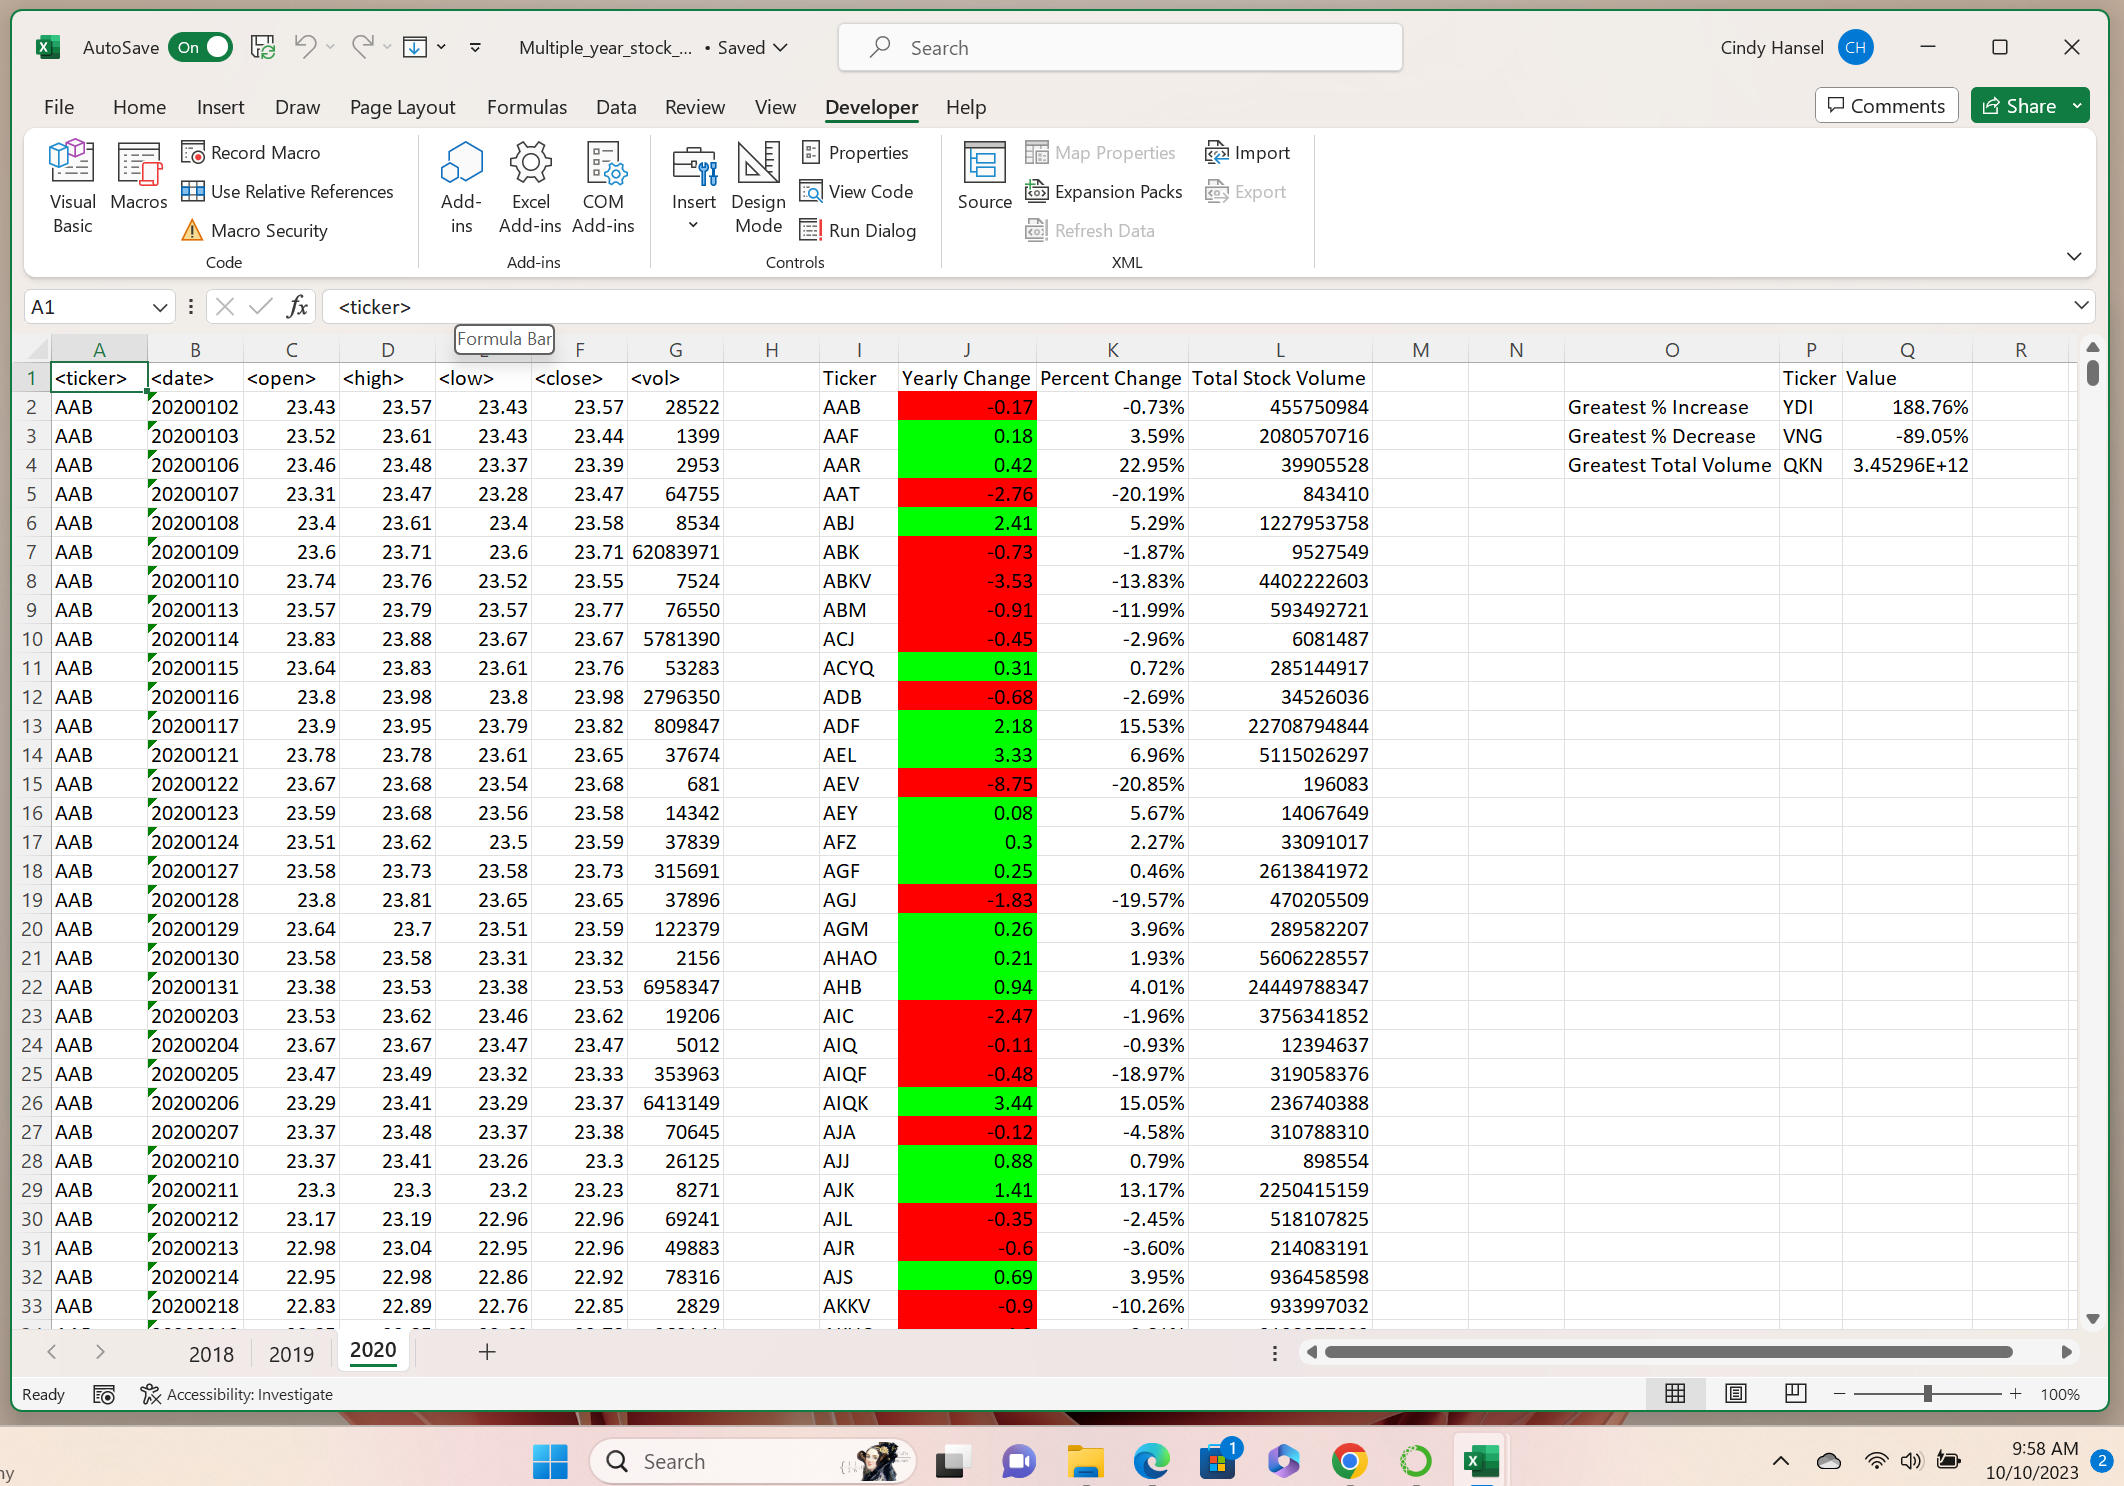 AutoSave On Multiple_year_stock_... • Saved Search Cindy Hansel CH
File Home Insert Draw Page Layout Formulas Data Review View Developer Help Comments Share
Visual Basic Macros Record Macro Use Relative References Macro Security Code
Add-ins Excel Add-ins COM Add-ins Add-ins
Insert Design Mode Properties View Code Run Dialog Controls
Source Map Properties Expansion Packs Refresh Data Import Export XML
A1 fx <ticker>
Formula Bar
A B C D F G H I J K L M N O P Q R
1 <ticker> <date> <open> <high> <low> <close> <vol> Ticker Yearly Change Percent Change Total Stock Volume Ticker Value
2 AAB 20200102 23.43 23.57 23.43 23.57 28522 AAB -0.17 -0.73% 455750984 Greatest % Increase YDI 188.76%
3 AAB 20200103 23.52 23.61 23.43 23.44 1399 AAF 0.18 3.59% 2080570716 Greatest % Decrease VNG -89.05%
4 AAB 20200106 23.46 23.48 23.37 23.39 2953 AAR 0.42 22.95% 39905528 Greatest Total Volume QKN 3.45296E+12
5 AAB 20200107 23.31 23.47 23.28 23.47 64755 AAT -2.76 -20.19% 843410
6 AAB 20200108 23.4 23.61 23.4 23.58 8534 ABJ 2.41 5.29% 1227953758
7 AAB 20200109 23.6 23.71 23.6 23.71 62083971 ABK -0.73 -1.87% 9527549
8 AAB 20200110 23.74 23.76 23.52 23.55 7524 ABKV -3.53 -13.83% 4402222603
9 AAB 20200113 23.57 23.79 23.57 23.77 76550 ABM -0.91 -11.99% 593492721
10 AAB 20200114 23.83 23.88 23.67 23.67 5781390 ACJ -0.45 -2.96% 6081487
11 AAB 20200115 23.64 23.83 23.61 23.76 53283 ACYQ 0.31 0.72% 285144917
12 AAB 20200116 23.8 23.98 23.8 23.98 2796350 ADB -0.68 -2.69% 34526036
13 AAB 20200117 23.9 23.95 23.79 23.82 809847 ADF 2.18 15.53% 22708794844
14 AAB 20200121 23.78 23.78 23.61 23.65 37674 AEL 3.33 6.96% 5115026297
15 AAB 20200122 23.67 23.68 23.54 23.68 681 AEV -8.75 -20.85% 196083
16 AAB 20200123 23.59 23.68 23.56 23.58 14342 AEY 0.08 5.67% 14067649
17 AAB 20200124 23.51 23.62 23.5 23.59 37839 AFZ 0.3 2.27% 33091017
18 AAB 20200127 23.58 23.73 23.58 23.73 315691 AGF 0.25 0.46% 2613841972
19 AAB 20200128 23.8 23.81 23.65 23.65 37896 AGJ -1.83 -19.57% 470205509
20 AAB 20200129 23.64 23.7 23.51 23.59 122379 AGM 0.26 3.96% 289582207
21 AAB 20200130 23.58 23.58 23.31 23.32 2156 AHAO 0.21 1.93% 5606228557
22 AAB 20200131 23.38 23.53 23.38 23.53 6958347 AHB 0.94 4.01% 24449788347
23 AAB 20200203 23.53 23.62 23.46 23.62 19206 AIC -2.47 -1.96% 3756341852
24 AAB 20200204 23.67 23.67 23.47 23.47 5012 AIQ -0.11 -0.93% 12394637
25 AAB 20200205 23.47 23.49 23.32 23.33 353963 AIQF -0.48 -18.97% 319058376
26 AAB 20200206 23.29 23.41 23.29 23.37 6413149 AIQK 3.44 15.05% 236740388
27 AAB 20200207 23.37 23.48 23.37 23.38 70645 AJA -0.12 -4.58% 310788310
28 AAB 20200210 23.37 23.41 23.26 23.3 26125 AJJ 0.88 0.79% 898554
29 AAB 20200211 23.3 23.3 23.2 23.23 8271 AJK 1.41 13.17% 2250415159
30 AAB 20200212 23.17 23.19 22.96 22.96 69241 AJL -0.35 -2.45% 518107825
31 AAB 20200213 22.98 23.04 22.95 22.96 49883 AJR -0.6 -3.60% 214083191
32 AAB 20200214 22.95 22.98 22.86 22.92 78316 AJS 0.69 3.95% 936458598
33 AAB 20200218 22.83 22.89 22.76 22.85 2829 AKKV -0.9 -10.26% 933997032
2018 2019 2020
Ready Accessibility: Investigate 100%
Search 1 9:58 AM
10/10/2023 2